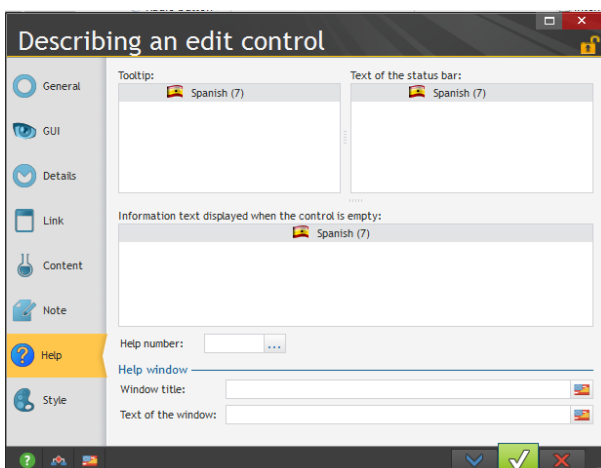 Describing an edit control
General
GUI
Details
Link
Content
Note
Help
Style
Tooltip:
Spanish (7)
Text of the status bar:
Spanish (7)
Information text displayed when the control is empty:
Spanish (7)
Help number:
...
Help window
Window title:
Text of the window: